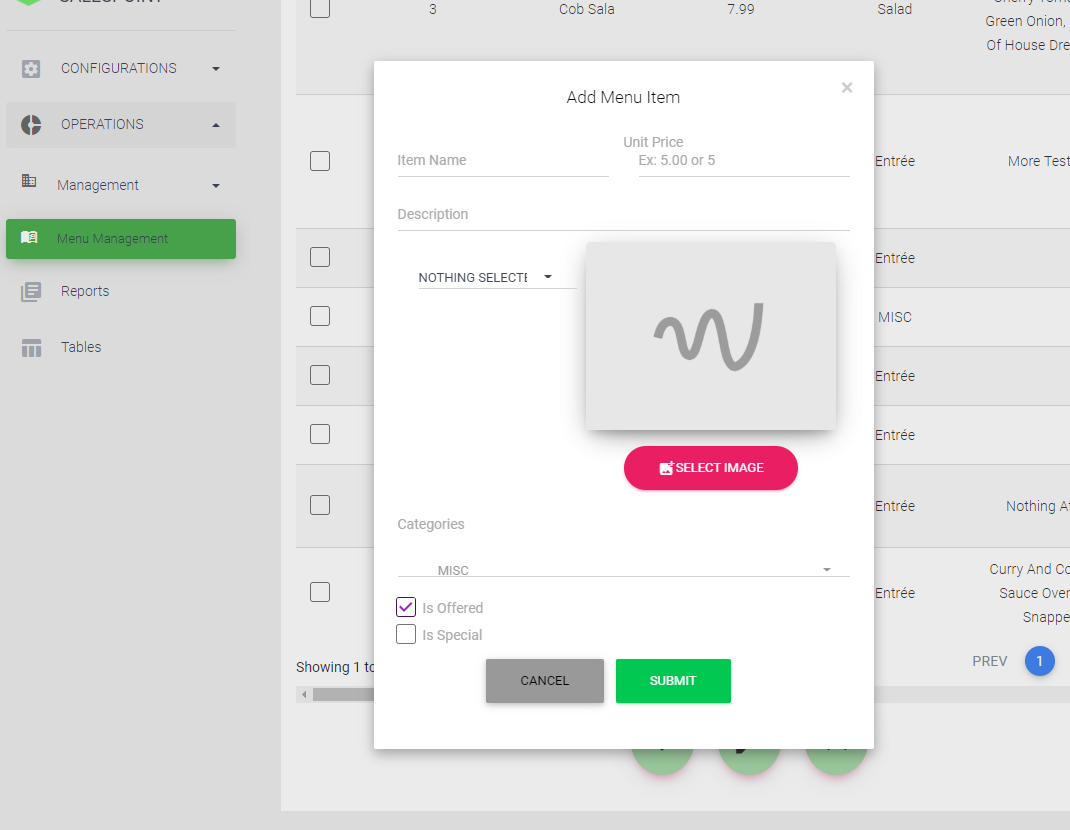 3 Cob Sala 7.99 Salad
Green Onion,
Of House Dre
CONFIGURATIONS
OPERATIONS
Management
Menu Management
Reports
Tables
Add Menu Item
×
Item Name
Unit Price
Ex: 5.00 or 5
Description
NOTHING SELECTE
SELECT IMAGE
Categories
MISC
Is Offered
Is Special
CANCEL
SUBMIT
Entrée More Test
Entrée
MISC
Entrée
Entrée
Entrée Nothing At
Entrée
Curry And Co
Sauce Over
Snappe
Showing 1 to
PREV 1